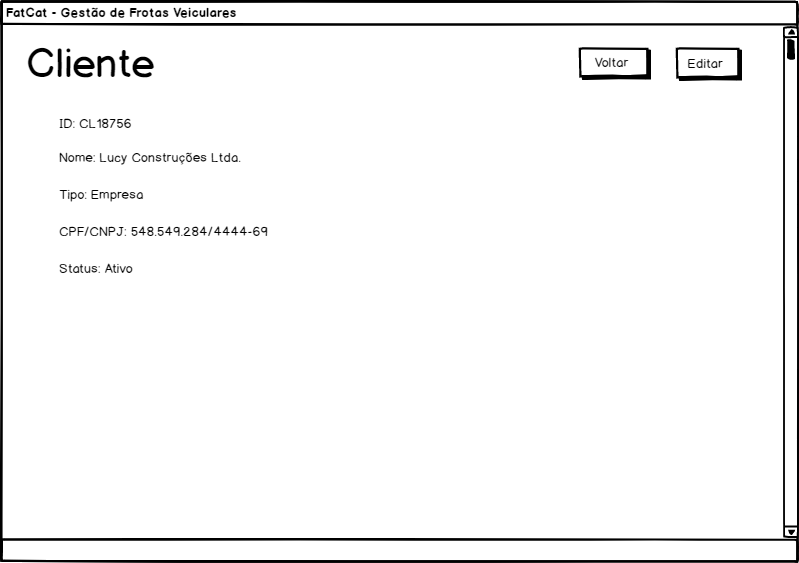 FatCat - Gestão de Frotas Veiculares
Cliente
Voltar
Editar
ID: CL18756
Nome: Lucy Construções Ltda.
Tipo: Empresa
CPF/CNPJ: 548.549.284/4444-69
Status: Ativo